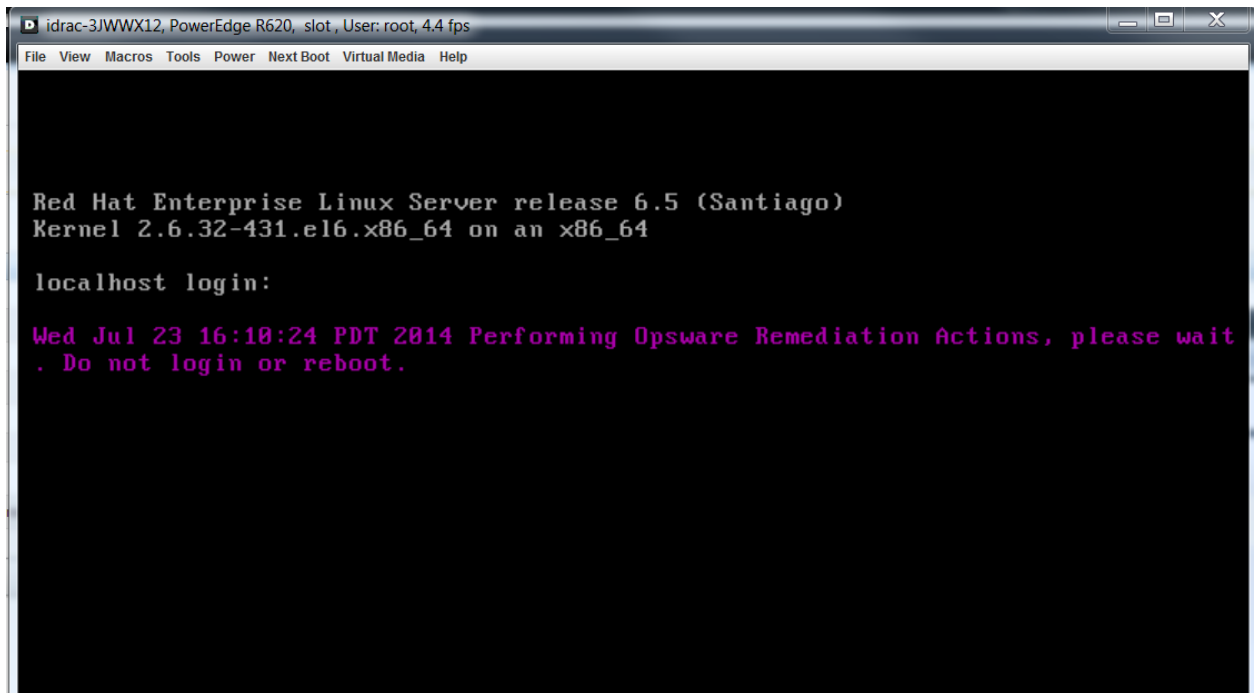 idrac-3JWWX12, PowerEdge R620, slot , User: root, 4.4 fps
File View Macros Tools Power Next Boot Virtual Media Help
Red Hat Enterprise Linux Server release 6.5 (Santiago)
Kernel 2.6.32-431.el6.x86_64 on an x86_64
localhost login:
Wed Jul 23 16:10:24 PDT 2014 Performing Opsware Remediation Actions, please wait
. Do not login or reboot.